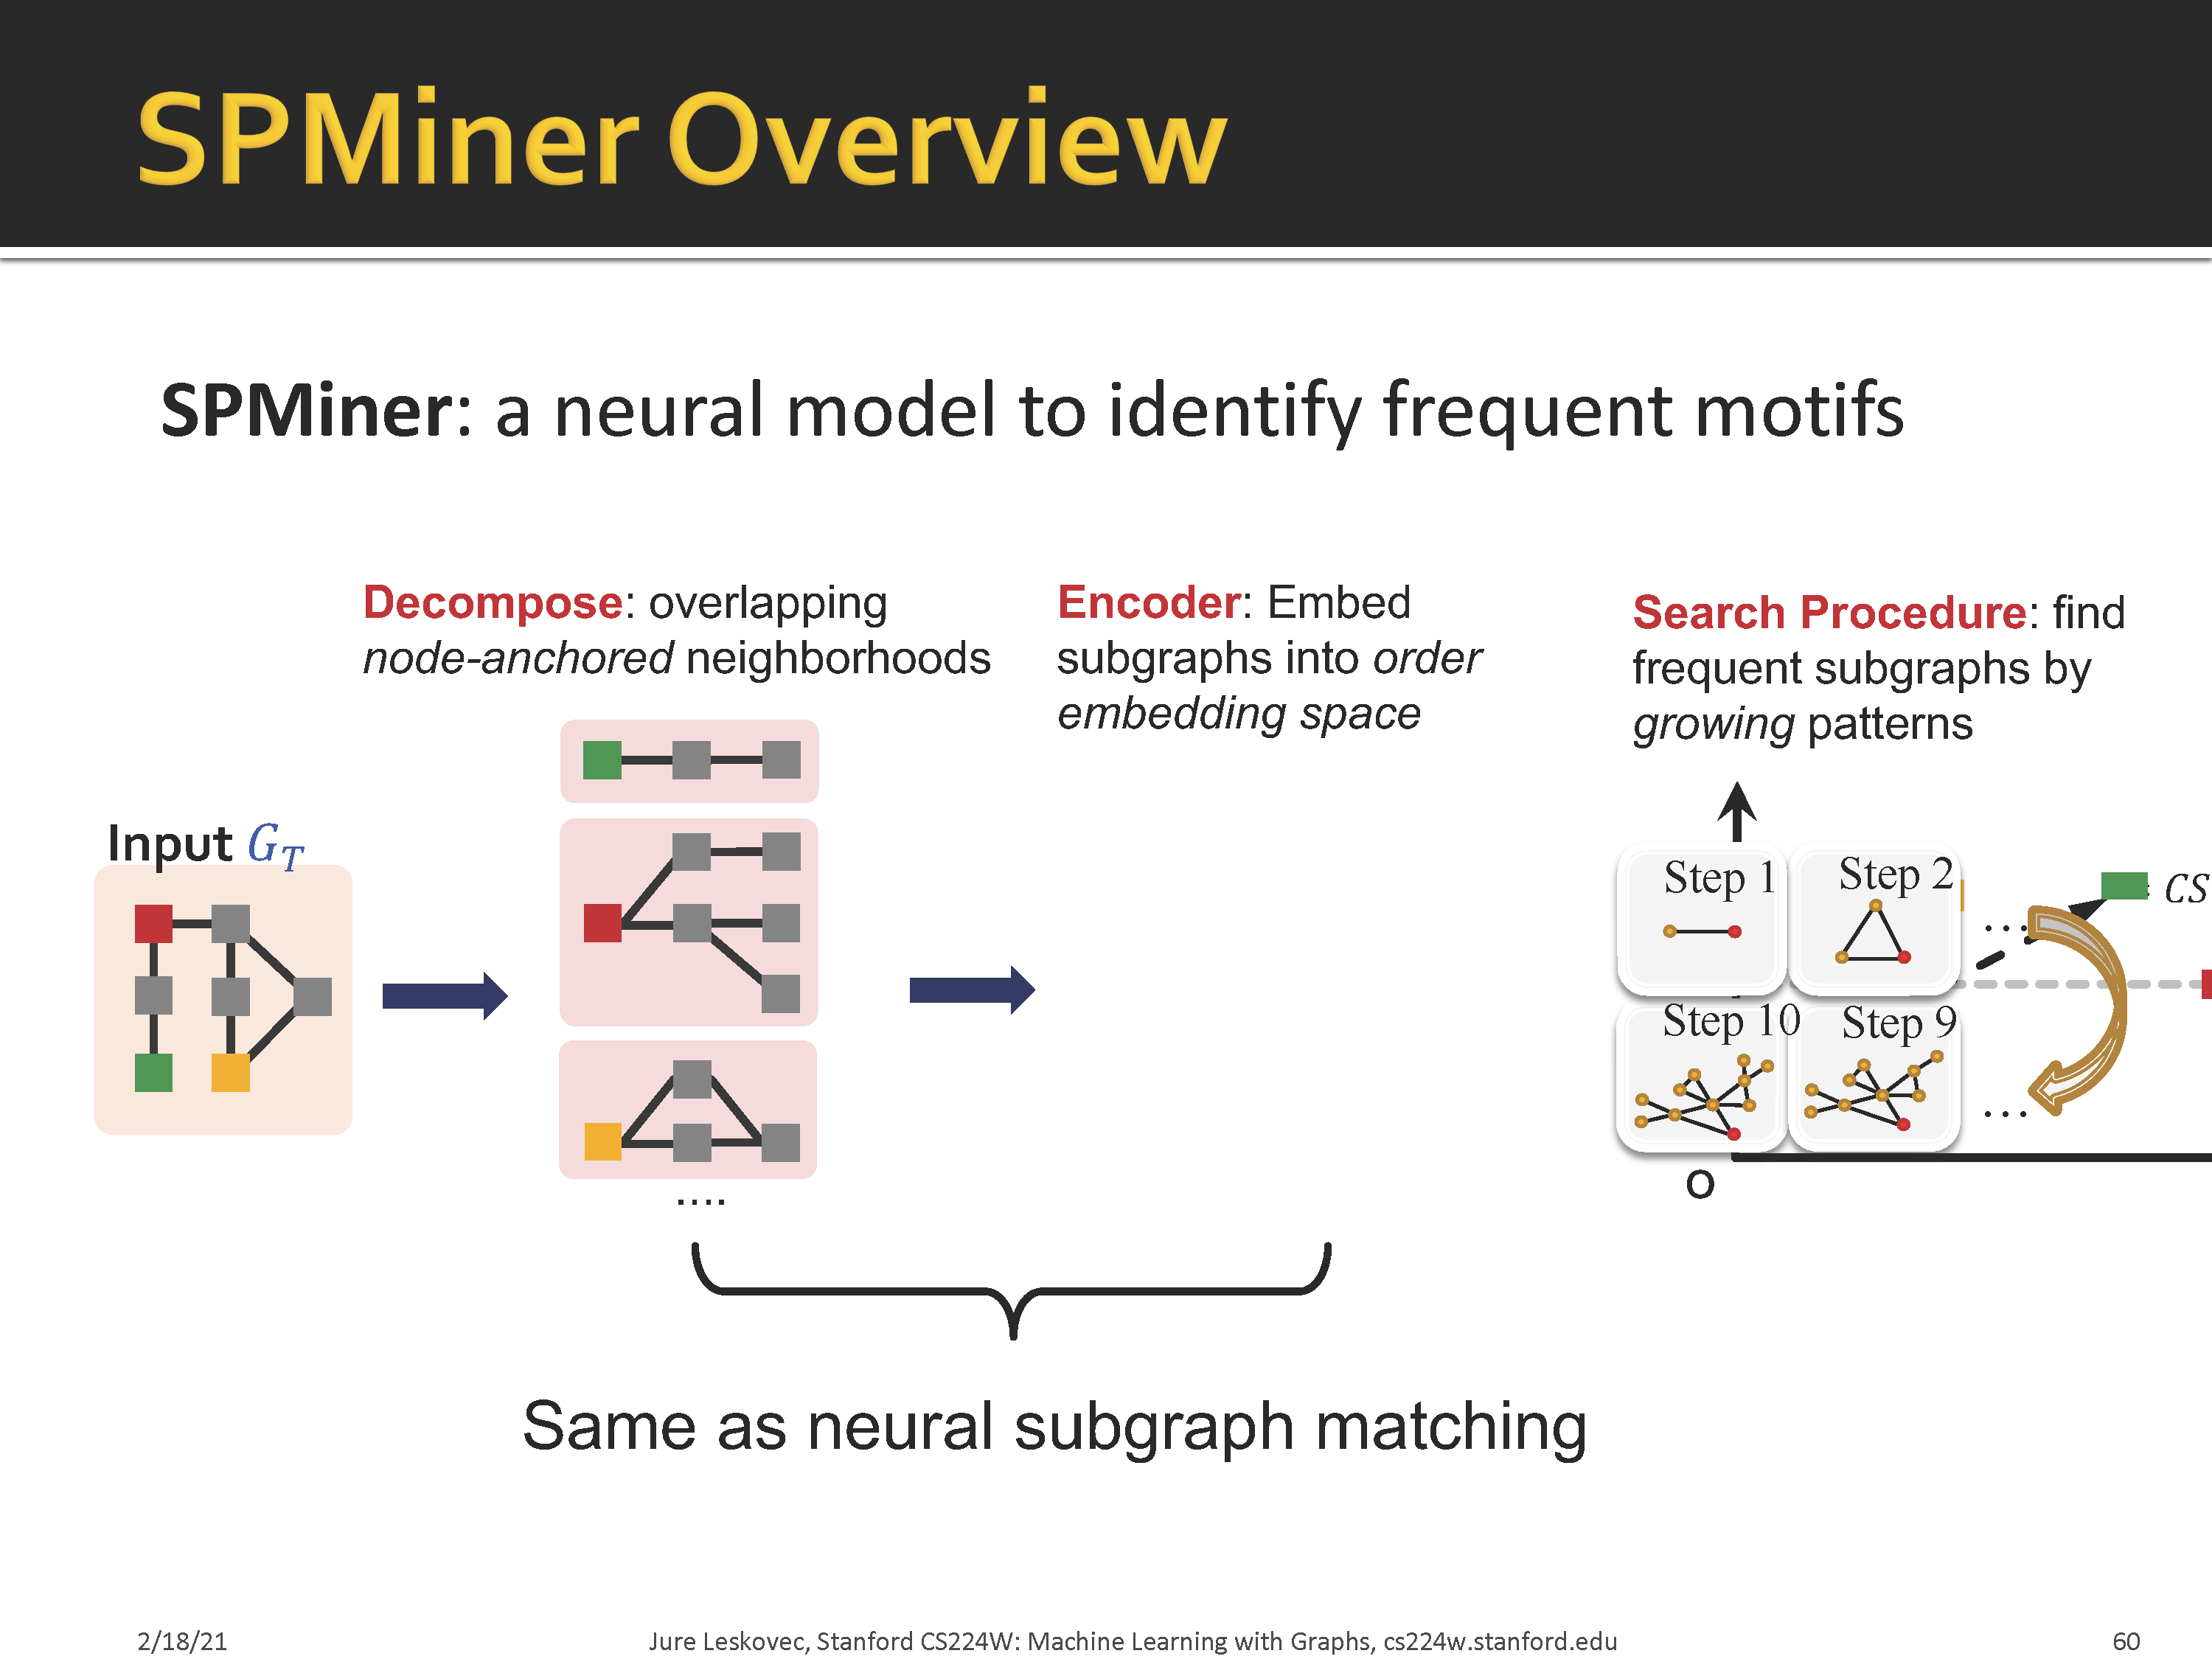 SPMiner Overview
SPMiner: a neural model to identify frequent motifs
Decompose: overlapping
node-anchored neighborhoods
Encoder: Embed
subgraphs into order
embedding space
Search Procedure: find
frequent subgraphs by
growing patterns
Input G_T
Step 1
Step 2
...
CS
Step 10
Step 9
...
O
....
Same as neural subgraph matching
2/18/21
Jure Leskovec, Stanford CS224W: Machine Learning with Graphs, cs224w.stanford.edu
60